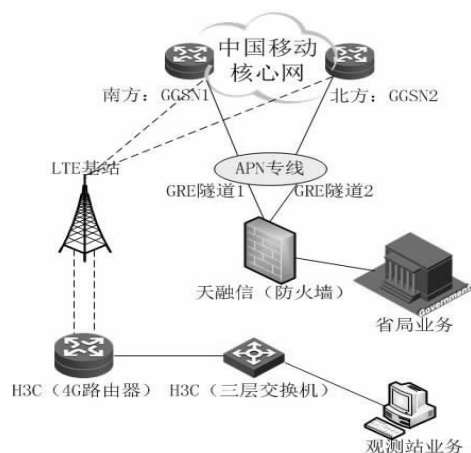 中国移动
核心网
南方：GGSN1
北方：GGSN2
LTE基站
APN专线
GRE隧道1
GRE隧道2
天融信（防火墙）
Government
省局业务
H3C（4G路由器）
H3C（三层交换机）
观测站业务